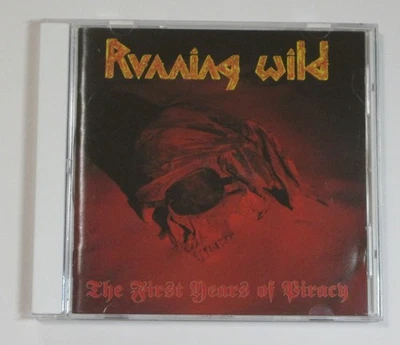 Running Wild
The First Years of Piracy